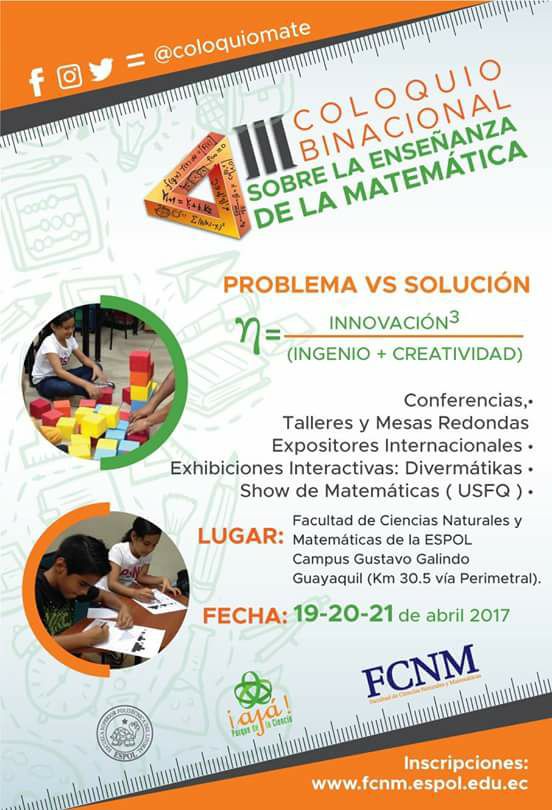 = @coloquiomate
III COLOQUIO
BINACIONAL
SOBRE LA ENSEÑANZA
DE LA MATEMÁTICA
PROBLEMA VS SOLUCIÓN
η= INNOVACIÓN³
(INGENIO + CREATIVIDAD)
Conferencias,•
Talleres y Mesas Redondas
Expositores Internacionales •
Exhibiciones Interactivas: Divermátikas •
Show de Matemáticas ( USFQ ) •
LUGAR: Facultad de Ciencias Naturales y
Matemáticas de la ESPOL
Campus Gustavo Galindo
Guayaquil (Km 30.5 vía Perimetral).
FECHA: 19-20-21 de abril 2017
FCNM
Facultad de Ciencias Naturales y Matemáticas
¡ajá!
Parque de la Ciencia
ESPOL
Inscripciones:
www.fcnm.espol.edu.ec